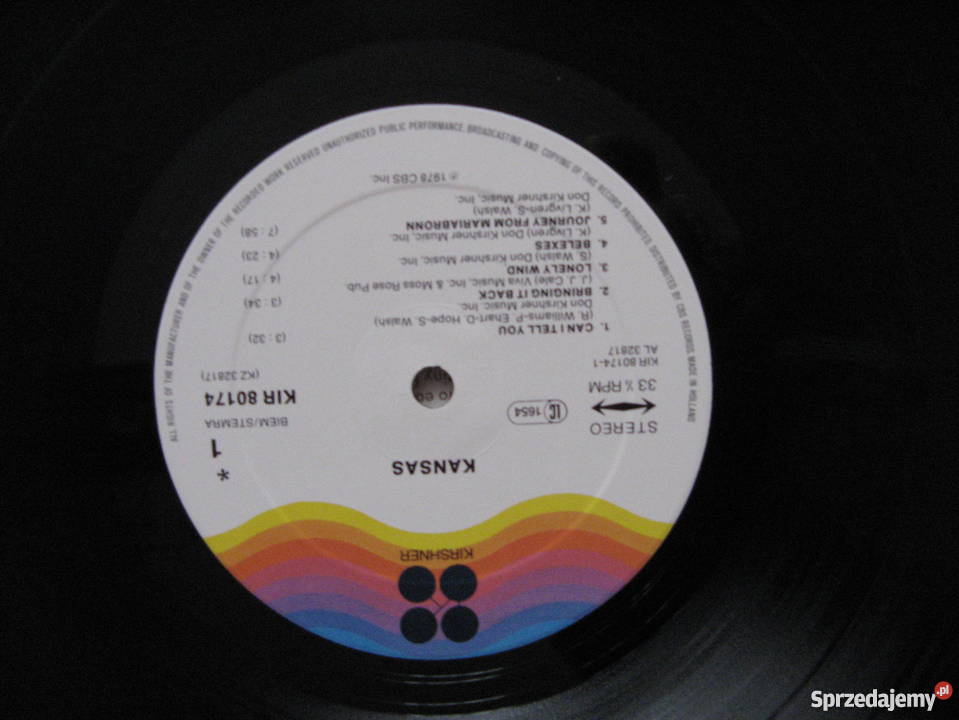 KIRSHNER
KANSAS
STEREO
LC 1654
33 ⅓ RPM
KIR 80174-1
AL 32817
* 1
BIEM/STEMRA
KIR 80174
(KZ 32817)
1. CAN I TELL YOU (3:32)
(R. Williams-P. Ehart-D. Hope-S. Walsh)
Don Kirshner Music, Inc.
2. BRINGING IT BACK (3:34)
(J. J. Cale) Viva Music, Inc & Moss Rose Pub.
3. LONELY WIND (4:17)
(S. Walsh) Don Kirshner Music, Inc.
4. BELEXES (4:23)
(K. Livgren) Don Kirshner Music, Inc.
5. JOURNEY FROM MARIABRONN (7:58)
(K. Livgren-S. Walsh)
Don Kirshner Music, Inc.
℗ 1978 CBS Inc.
ALL RIGHTS OF THE MANUFACTURER AND OF THE OWNER OF THE RECORDED WORK RESERVED UNAUTHORIZED PUBLIC PERFORMANCE, BROADCASTING AND COPYING OF THIS RECORD PROHIBITED DISTRIBUTED BY CBS RECORDS, MADE IN HOLLAND
Sprzedajemy.pl